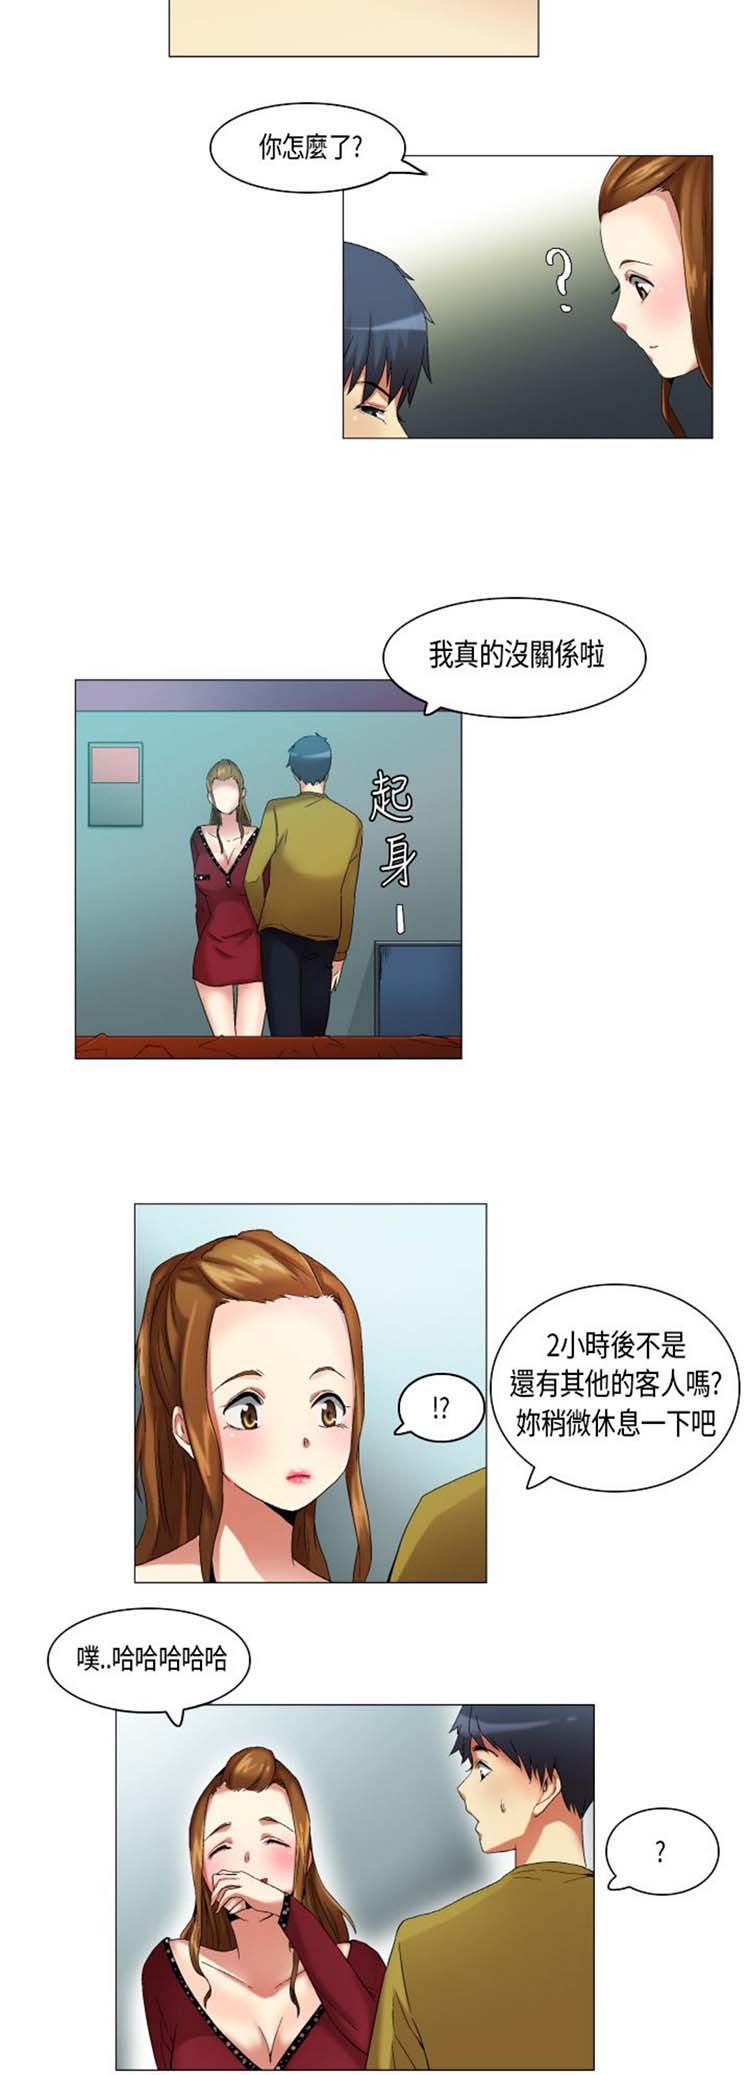 你怎麼了?
?
我真的沒關係啦
起身-
!?
2小時後不是
還有其他的客人嗎?
妳稍微休息一下吧
噗..哈哈哈哈哈
?